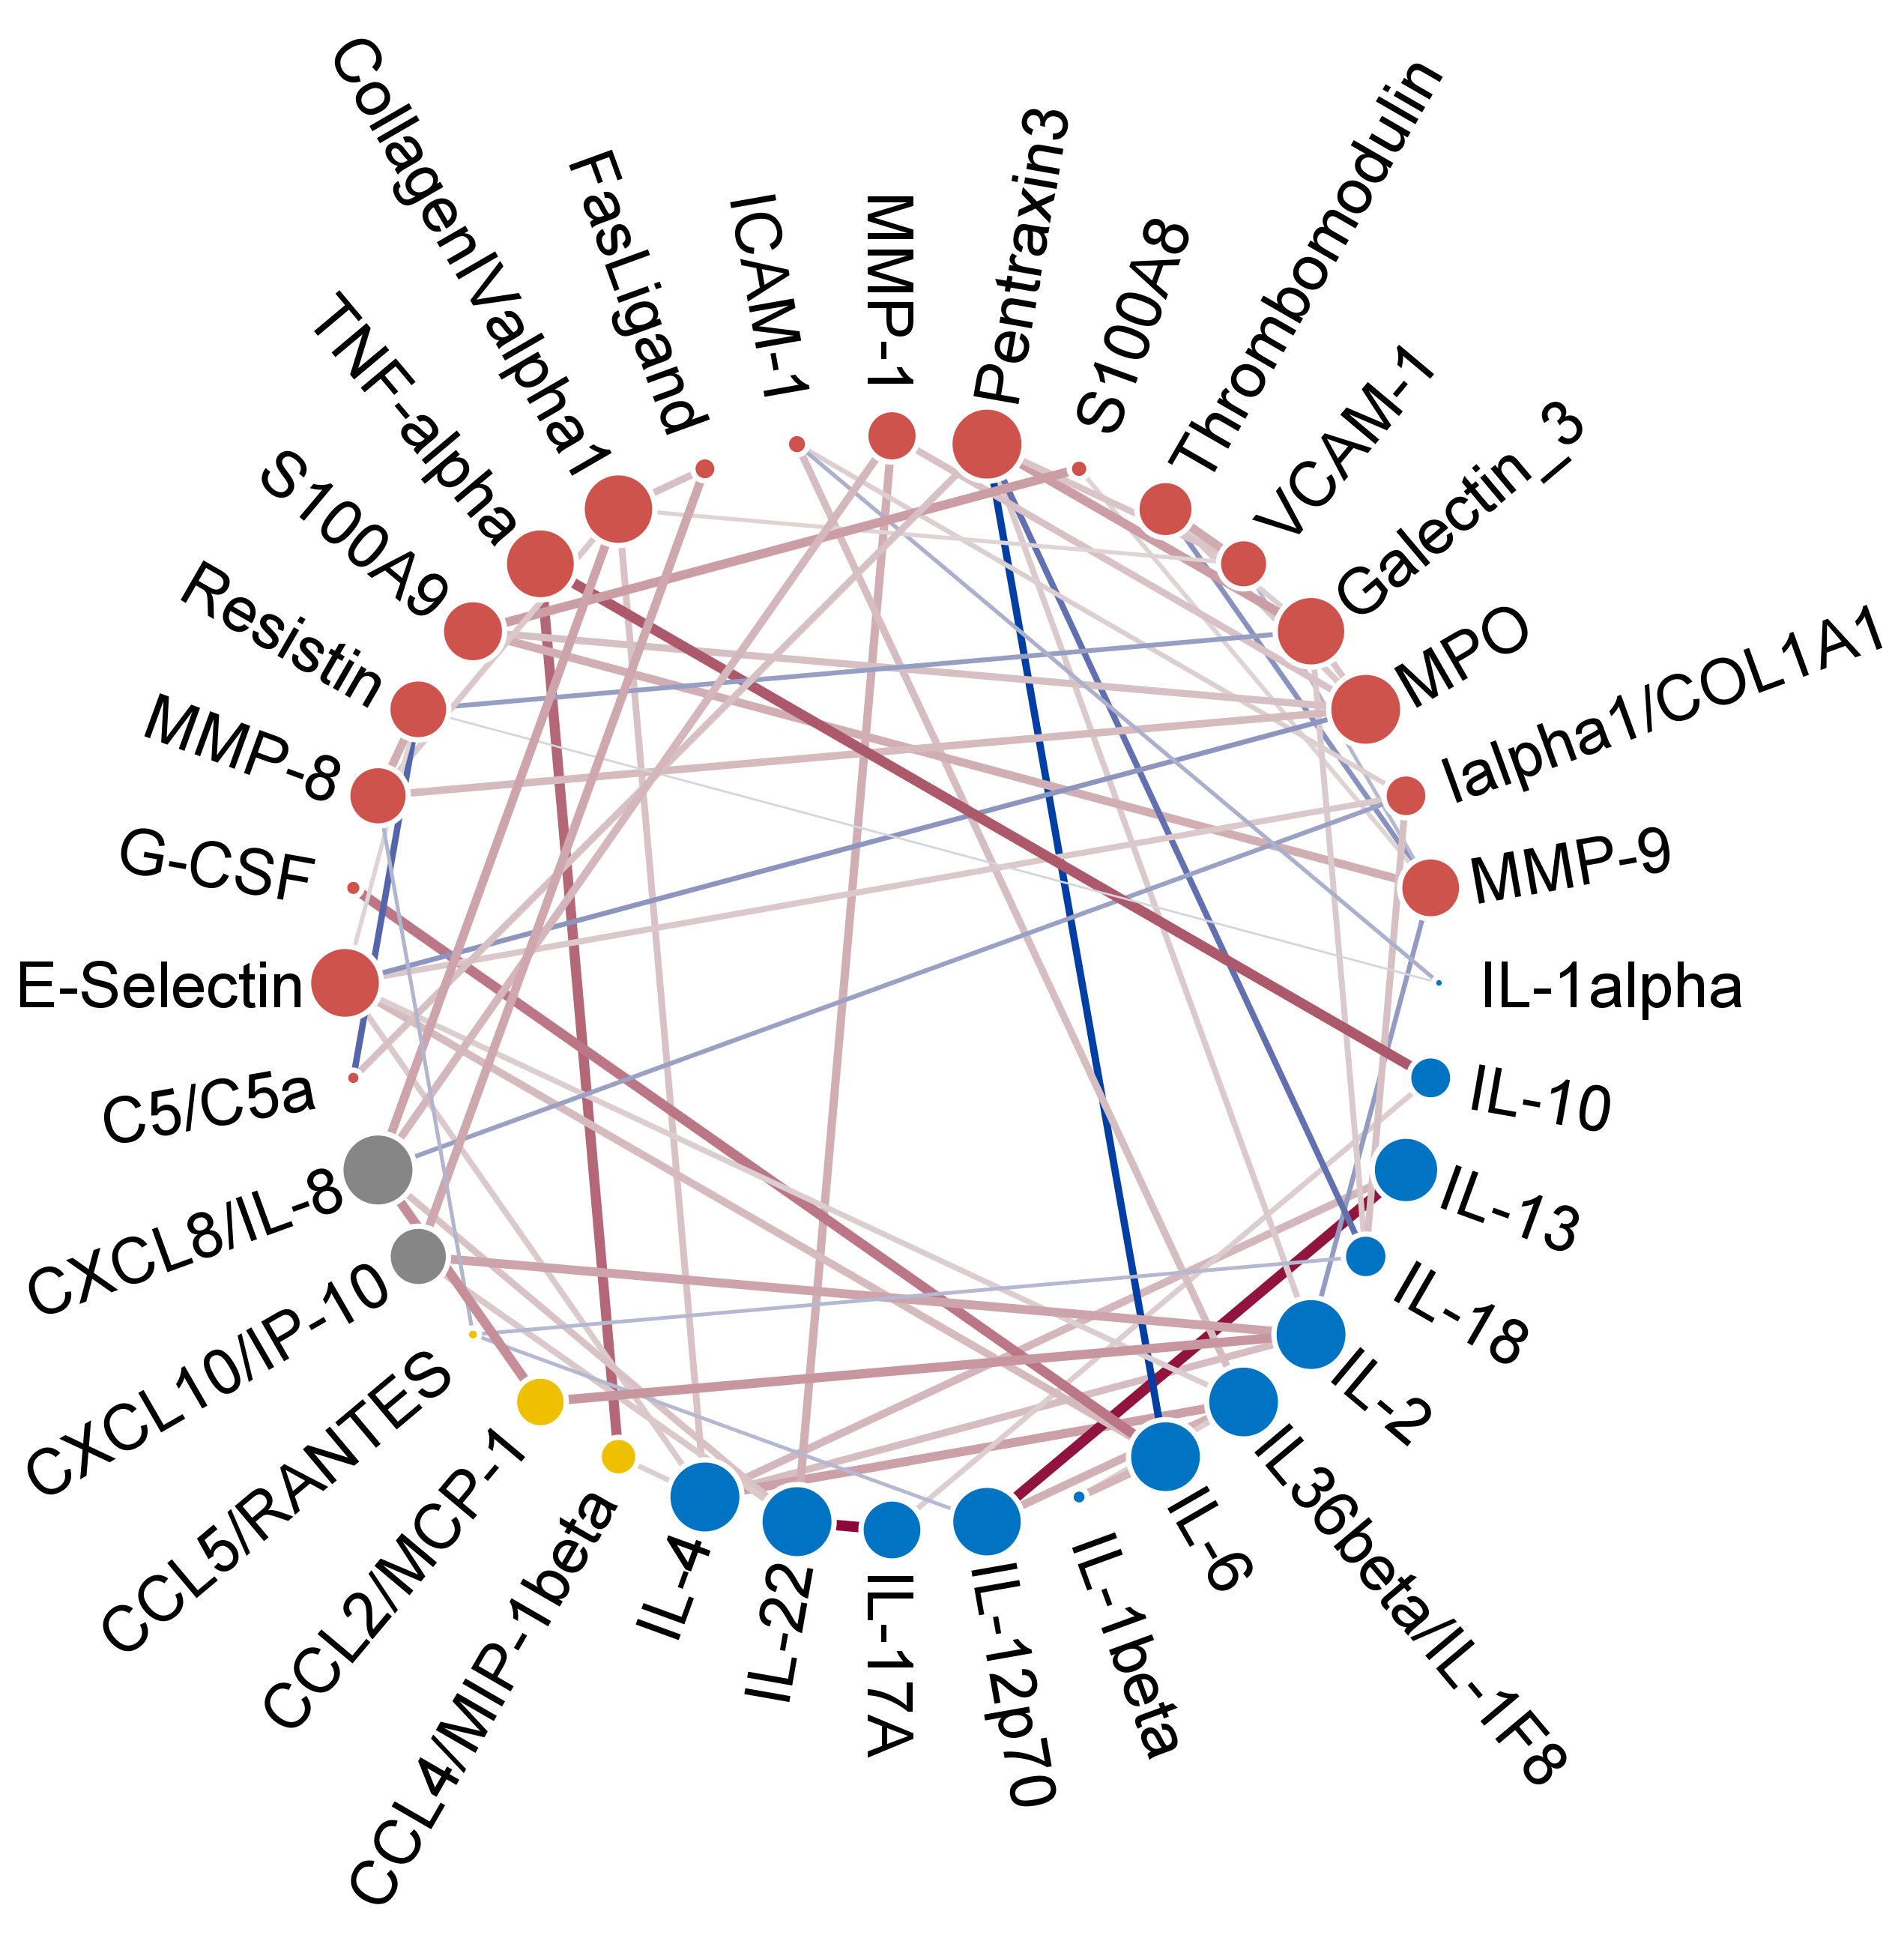 CollagenIValpha1
FasLigand
ICAM-1
MMP-1
Pentraxin3
S100A8
Thrombomodulin
VCAM-1
Galectin_3
MPO
Ialpha1/COL1A1
MMP-9
IL-1alpha
IL-10
IL-13
IL-18
IL-2
IL36beta/IL-1F8
IL-6
IL-1beta
IL-12p70
IL-17A
IL-22
IL-4
CCL4/MIP-1beta
CCL2/MCP-1
CCL5/RANTES
CXCL10/IP-10
CXCL8/IL-8
C5/C5a
E-Selectin
G-CSF
MMP-8
Resistin
S100A9
TNF-alpha